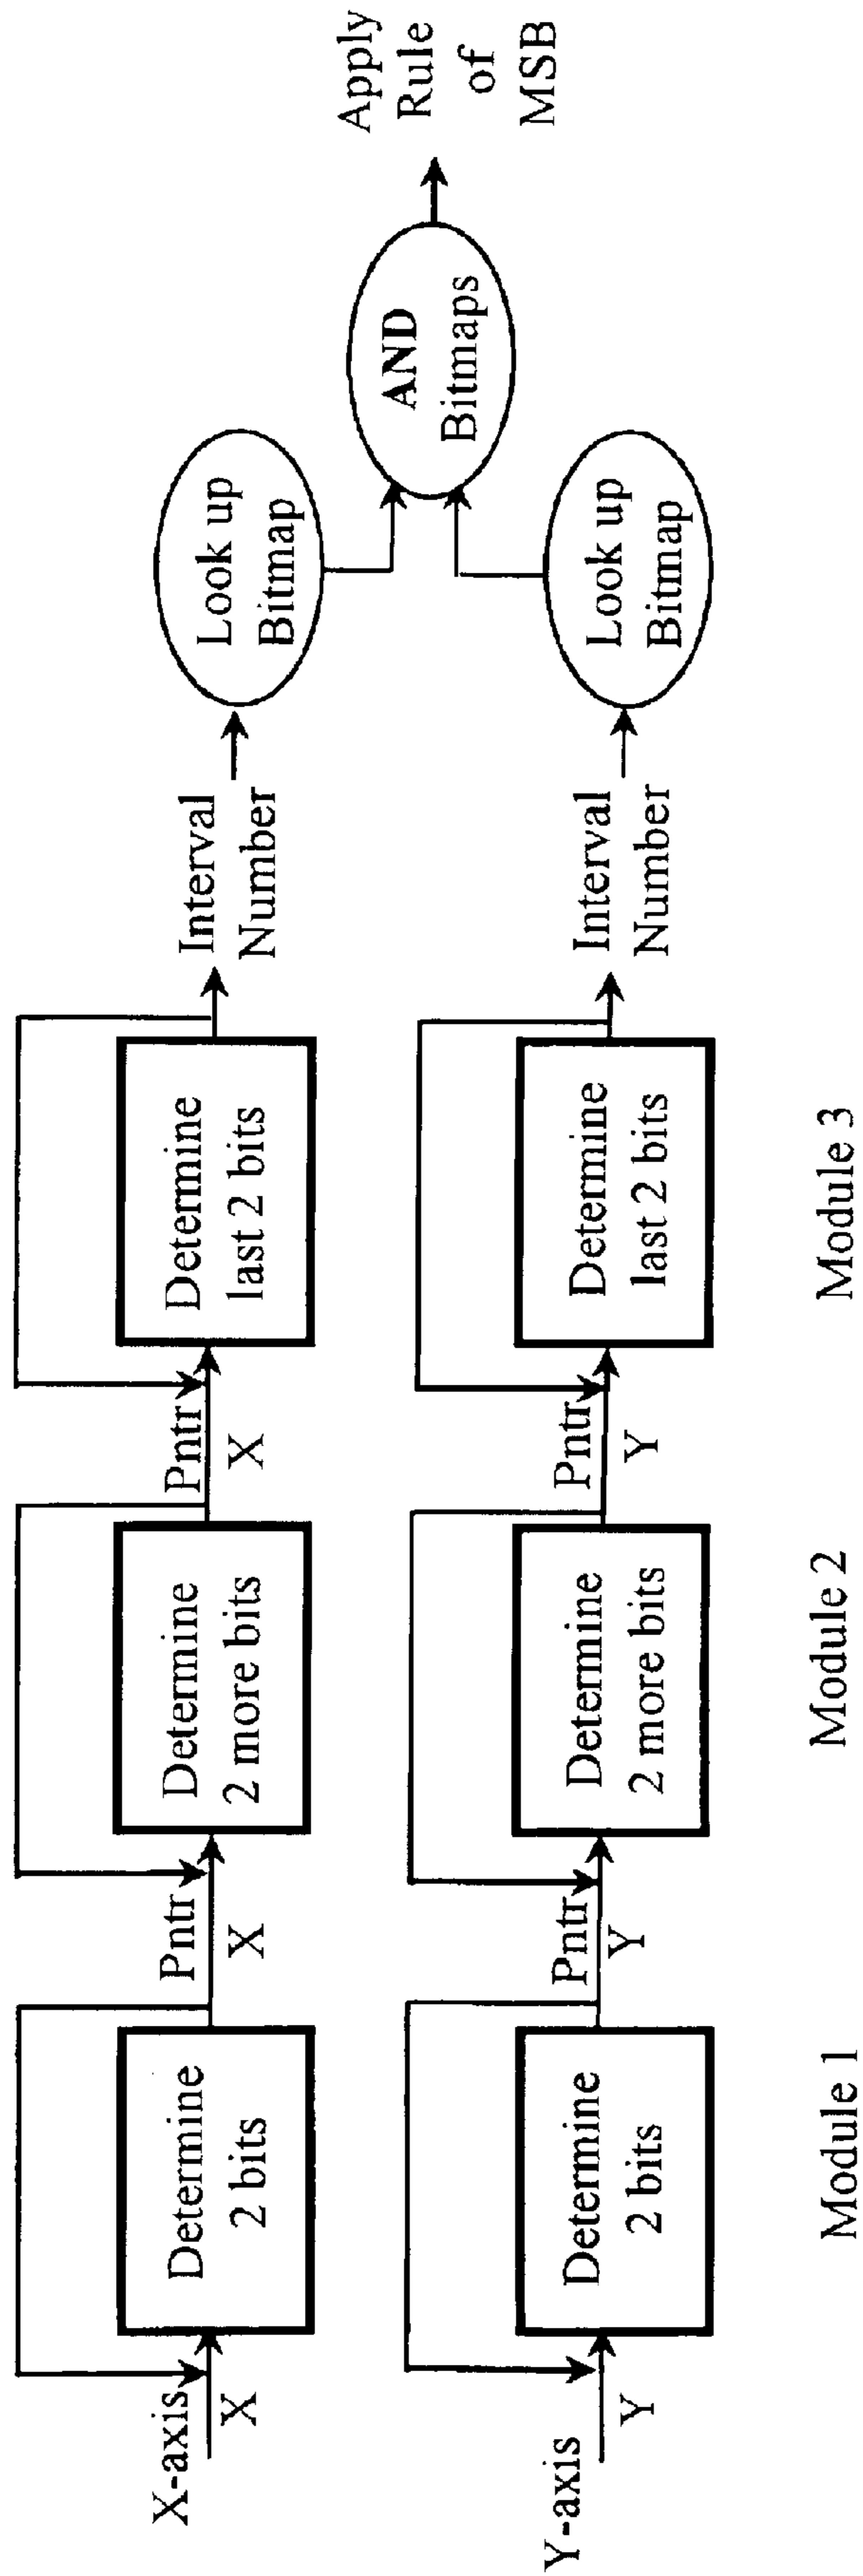 X-axis
X
Determine
2 bits
Pntr
X
Determine
2 more bits
Pntr
X
Determine
last 2 bits
Interval
Number
Look up
Bitmap
Y-axis
Y
Determine
2 bits
Pntr
Y
Determine
2 more bits
Pntr
Y
Determine
last 2 bits
Interval
Number
Look up
Bitmap
AND
Bitmaps
Apply
Rule
of
MSB
Module 1
Module 2
Module 3